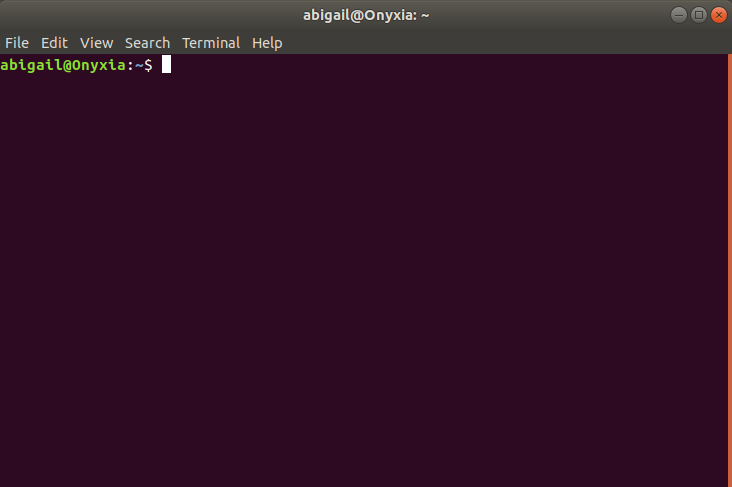 abigail@Onyxia: ~
File Edit View Search Terminal Help
abigail@Onyxia:~$